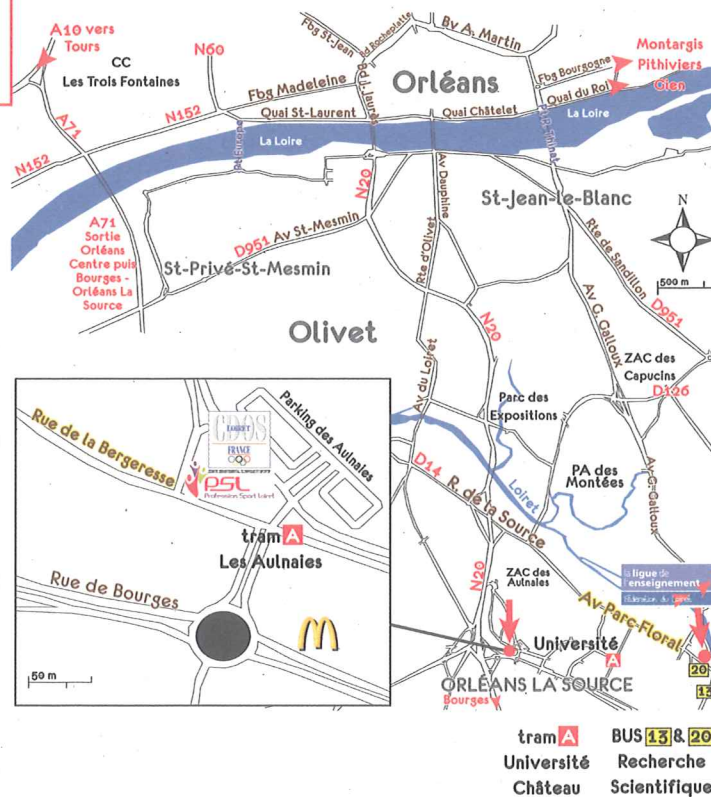 A10 vers
Tours
CC
Les Trois Fontaines
N60
Fbg St-Jean
Bd Rocheplatte
Bv A. Martin
Orléans
Fbg Bourgogne
Montargis
Pithiviers
Gien
Quai du Roi
Fbg Madeleine
Bd J. Jaurès
Quai St-Laurent
Quai Châtelet
A71
N152
N152
La Loire
La Loire
Pt Europe
N20
Av Dauphine
St-Jean-le-Blanc
N
500 m
A71
Sortie
Orléans
Centre puis
Bourges -
Orléans La
Source
D951 Av St-Mesmin
St-Privé-St-Mesmin
Rte d'Olivet
Rte de Sandillon
D951
Olivet
N20
Av G. Galloux
ZAC des
Capucins
D126
Av du Loiret
Parc des
Expositions
PA des
Montées
Av G. Galloux
D14
R. de la Source
Loiret
N20
ZAC des
Aulnaies
la ligue de
l'enseignement
fédération du Loiret
Av-Parc-Floral
Université
A
ORLÉANS LA SOURCE
Bourges
20
13
Rue de la Bergeresse
CDOS
LOIRET
FRANCE
PSL
Profession Sport Loiret
Parking des Aulnaies
tram A
Les Aulnaies
Rue de Bourges
50 m
tram A
Université
Château
BUS 13 & 20
Recherche
Scientifique